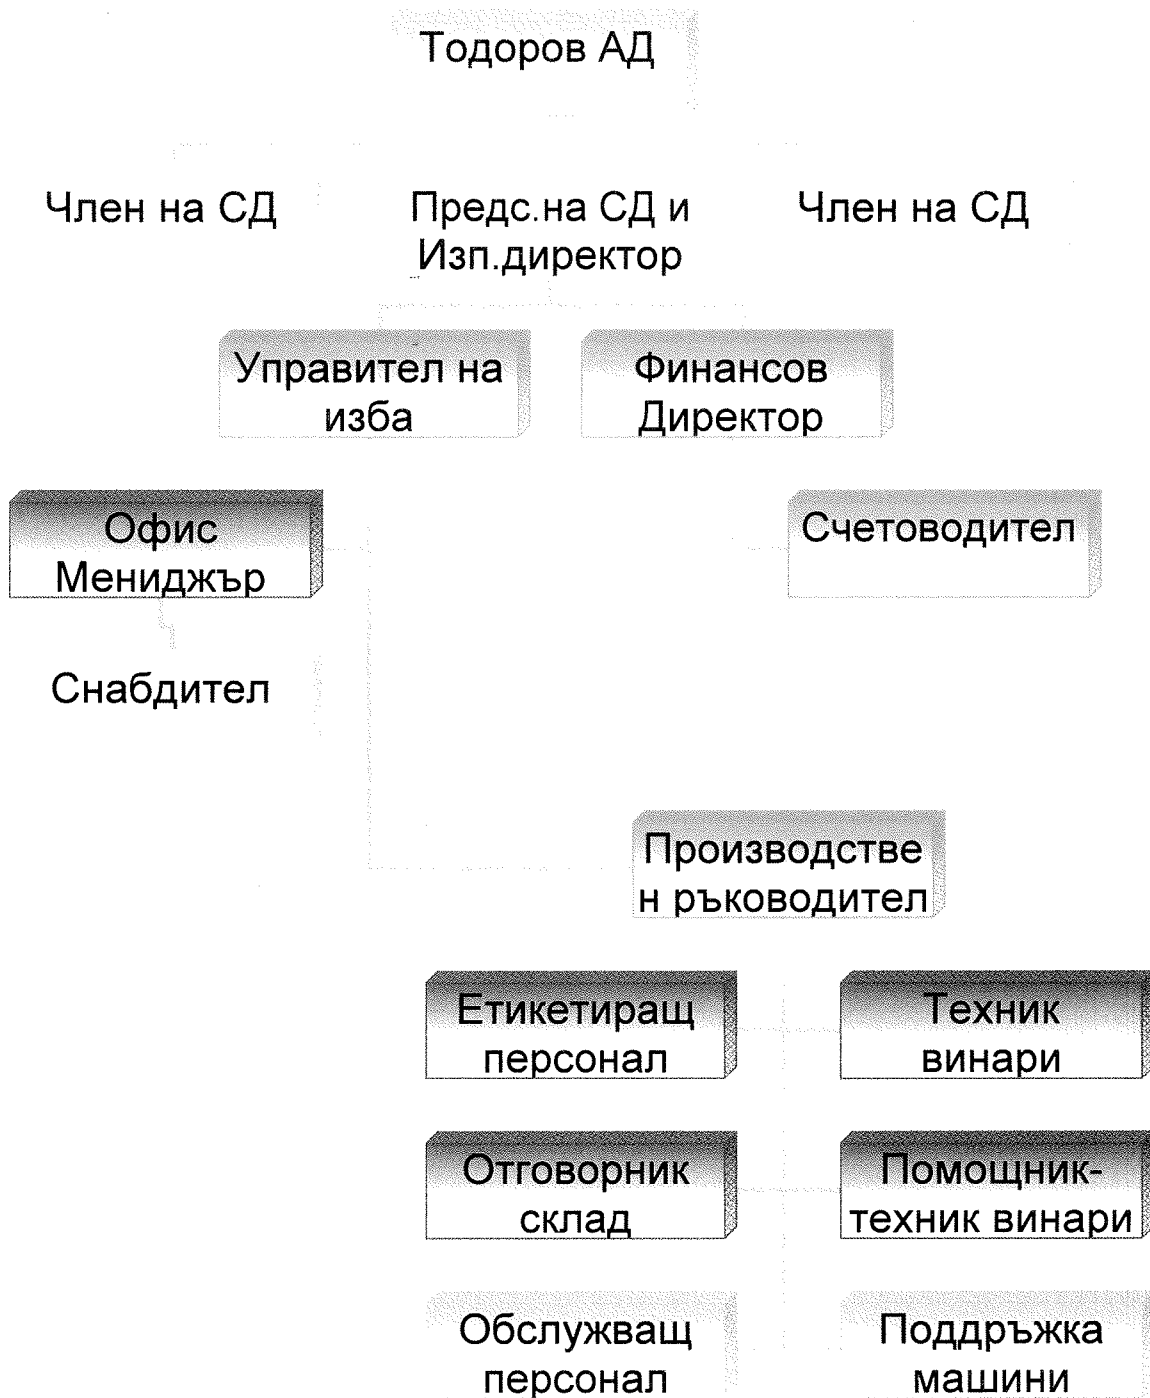 Тодоров АД
Член на СД
Предс.на СД и
Изп.директор
Член на СД
Управител на
изба
Финансов
Директор
Офис
Мениджър
Счетоводител
Снабдител
Производстве
н ръководител
Етикетиращ
персонал
Техник
винари
Отговорник
склад
Помощник-
техник винари
Обслужващ
персонал
Поддръжка
машини